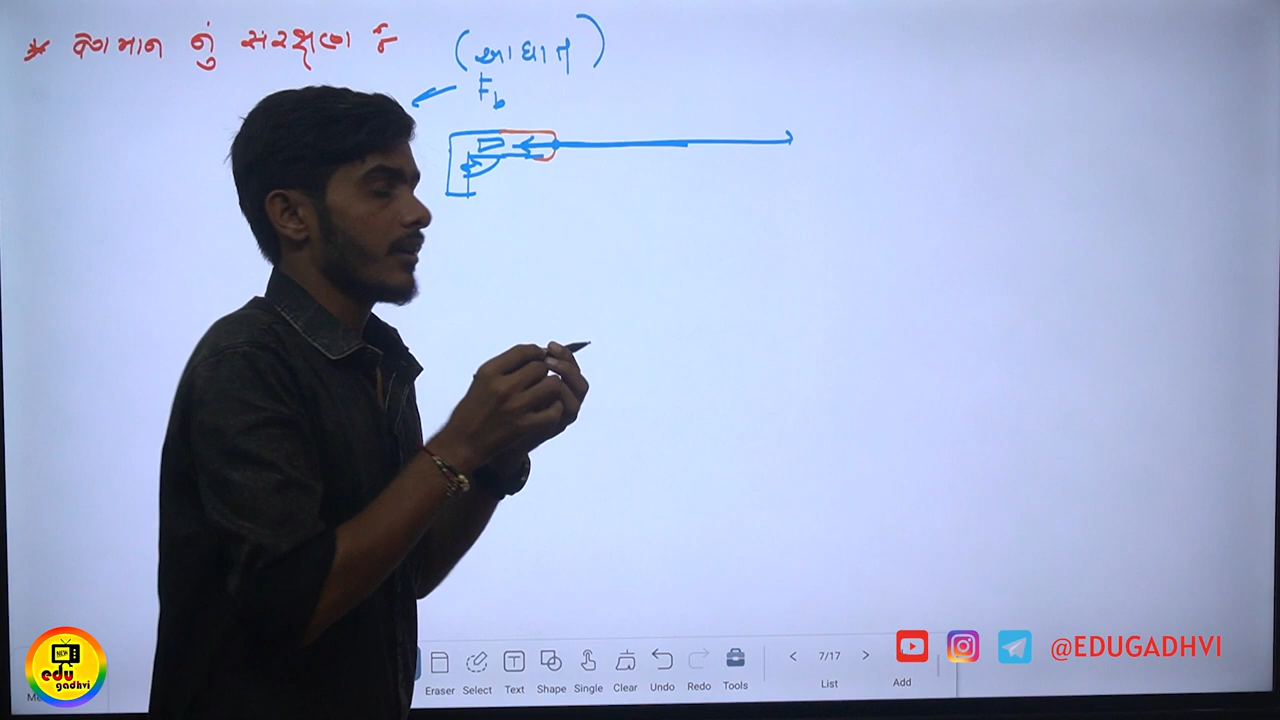 * વેગમાન નું સંરક્ષણ :-
(આઘાત)
Fb
Eraser Select Text Shape Single Clear Undo Redo Tools
< 7/17 >
List Add
@EDUGADHVI
NEW
edu
gadhvi